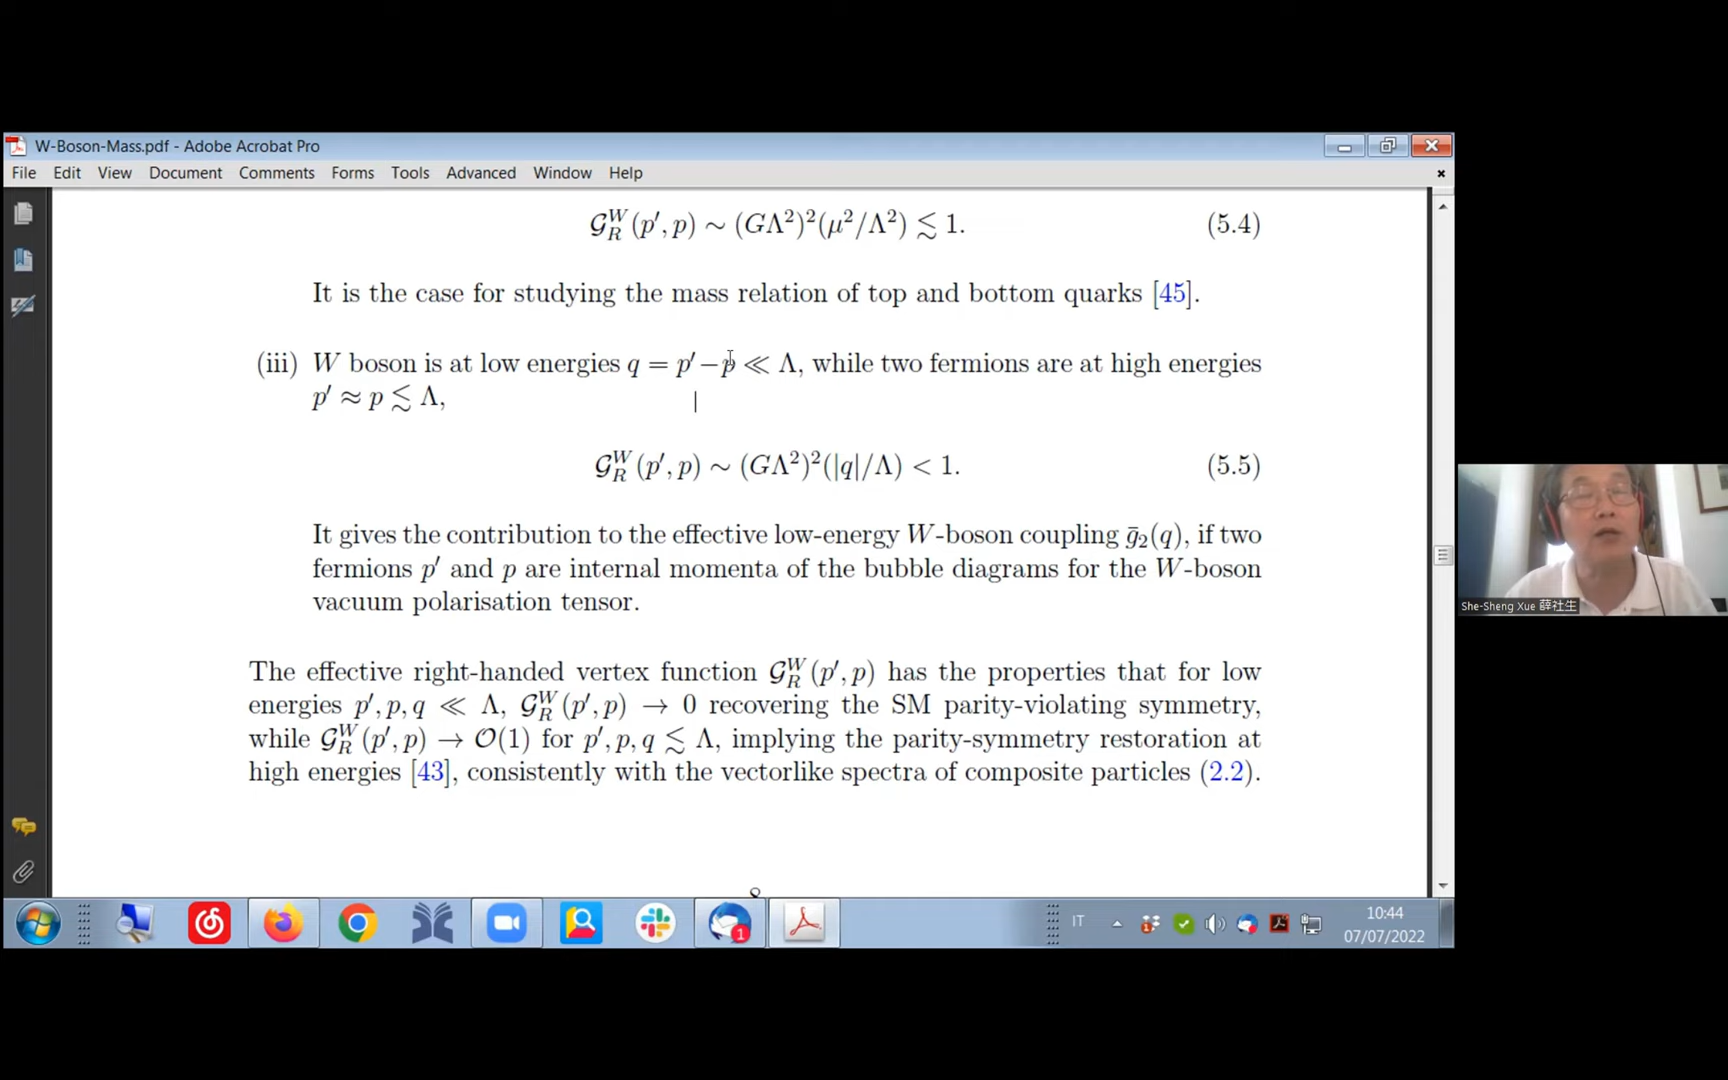 W-Boson-Mass.pdf - Adobe Acrobat Pro
File Edit View Document Comments Forms Tools Advanced Window Help
𝒢_R^W(p′, p) ∼ (GΛ²)²(μ²/Λ²) ≲ 1. (5.4)
It is the case for studying the mass relation of top and bottom quarks [45].
(iii) W boson is at low energies q = p′−p ≪ Λ, while two fermions are at high energies
p′ ≈ p ≲ Λ,
𝒢_R^W(p′, p) ∼ (GΛ²)²(|q|/Λ) < 1. (5.5)
It gives the contribution to the effective low-energy W-boson coupling ḡ₂(q), if two
fermions p′ and p are internal momenta of the bubble diagrams for the W-boson
vacuum polarisation tensor.
The effective right-handed vertex function 𝒢_R^W(p′, p) has the properties that for low
energies p′, p, q ≪ Λ, 𝒢_R^W(p′, p) → 0 recovering the SM parity-violating symmetry,
while 𝒢_R^W(p′, p) → 𝒪(1) for p′, p, q ≲ Λ, implying the parity-symmetry restoration at
high energies [43], consistently with the vectorlike spectra of composite particles (2.2).
She-Sheng Xue 薛社生
1
IT
10:44
07/07/2022